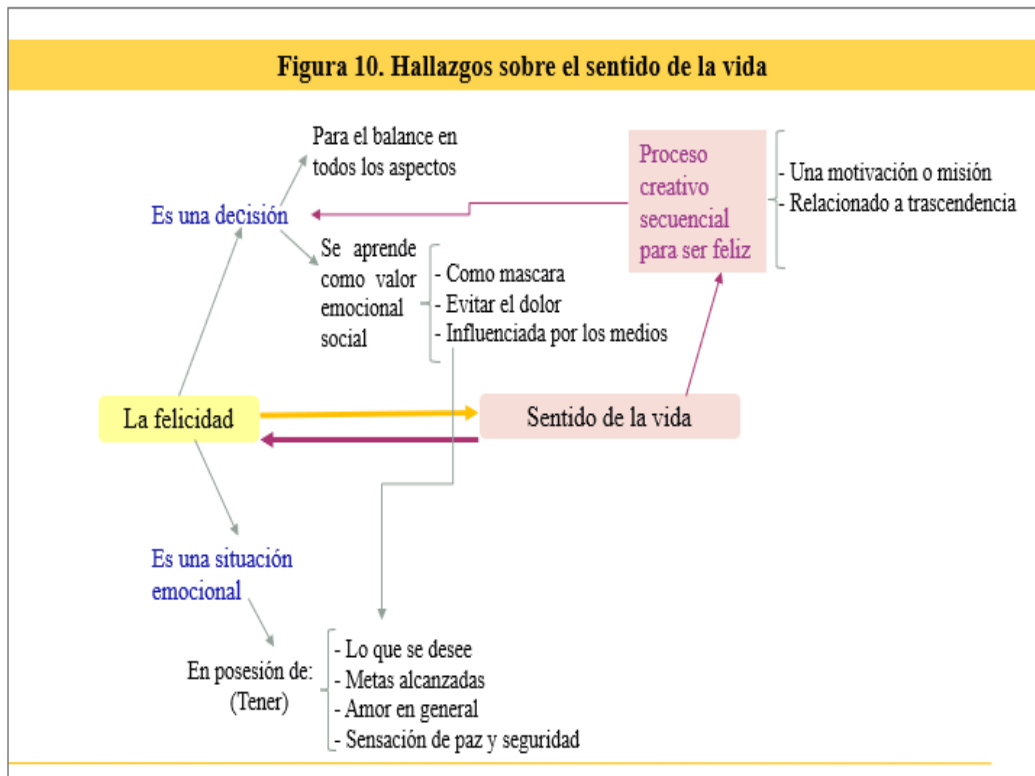 Figura 10. Hallazgos sobre el sentido de la vida
Para el balance en
todos los aspectos
Es una decisión
Se aprende
como valor
emocional
social
- Como mascara
- Evitar el dolor
- Influenciada por los medios
Proceso
creativo
secuencial
para ser feliz
- Una motivación o misión
- Relacionado a trascendencia
La felicidad
Sentido de la vida
Es una situación
emocional
En posesión de:
(Tener)
- Lo que se desee
- Metas alcanzadas
- Amor en general
- Sensación de paz y seguridad